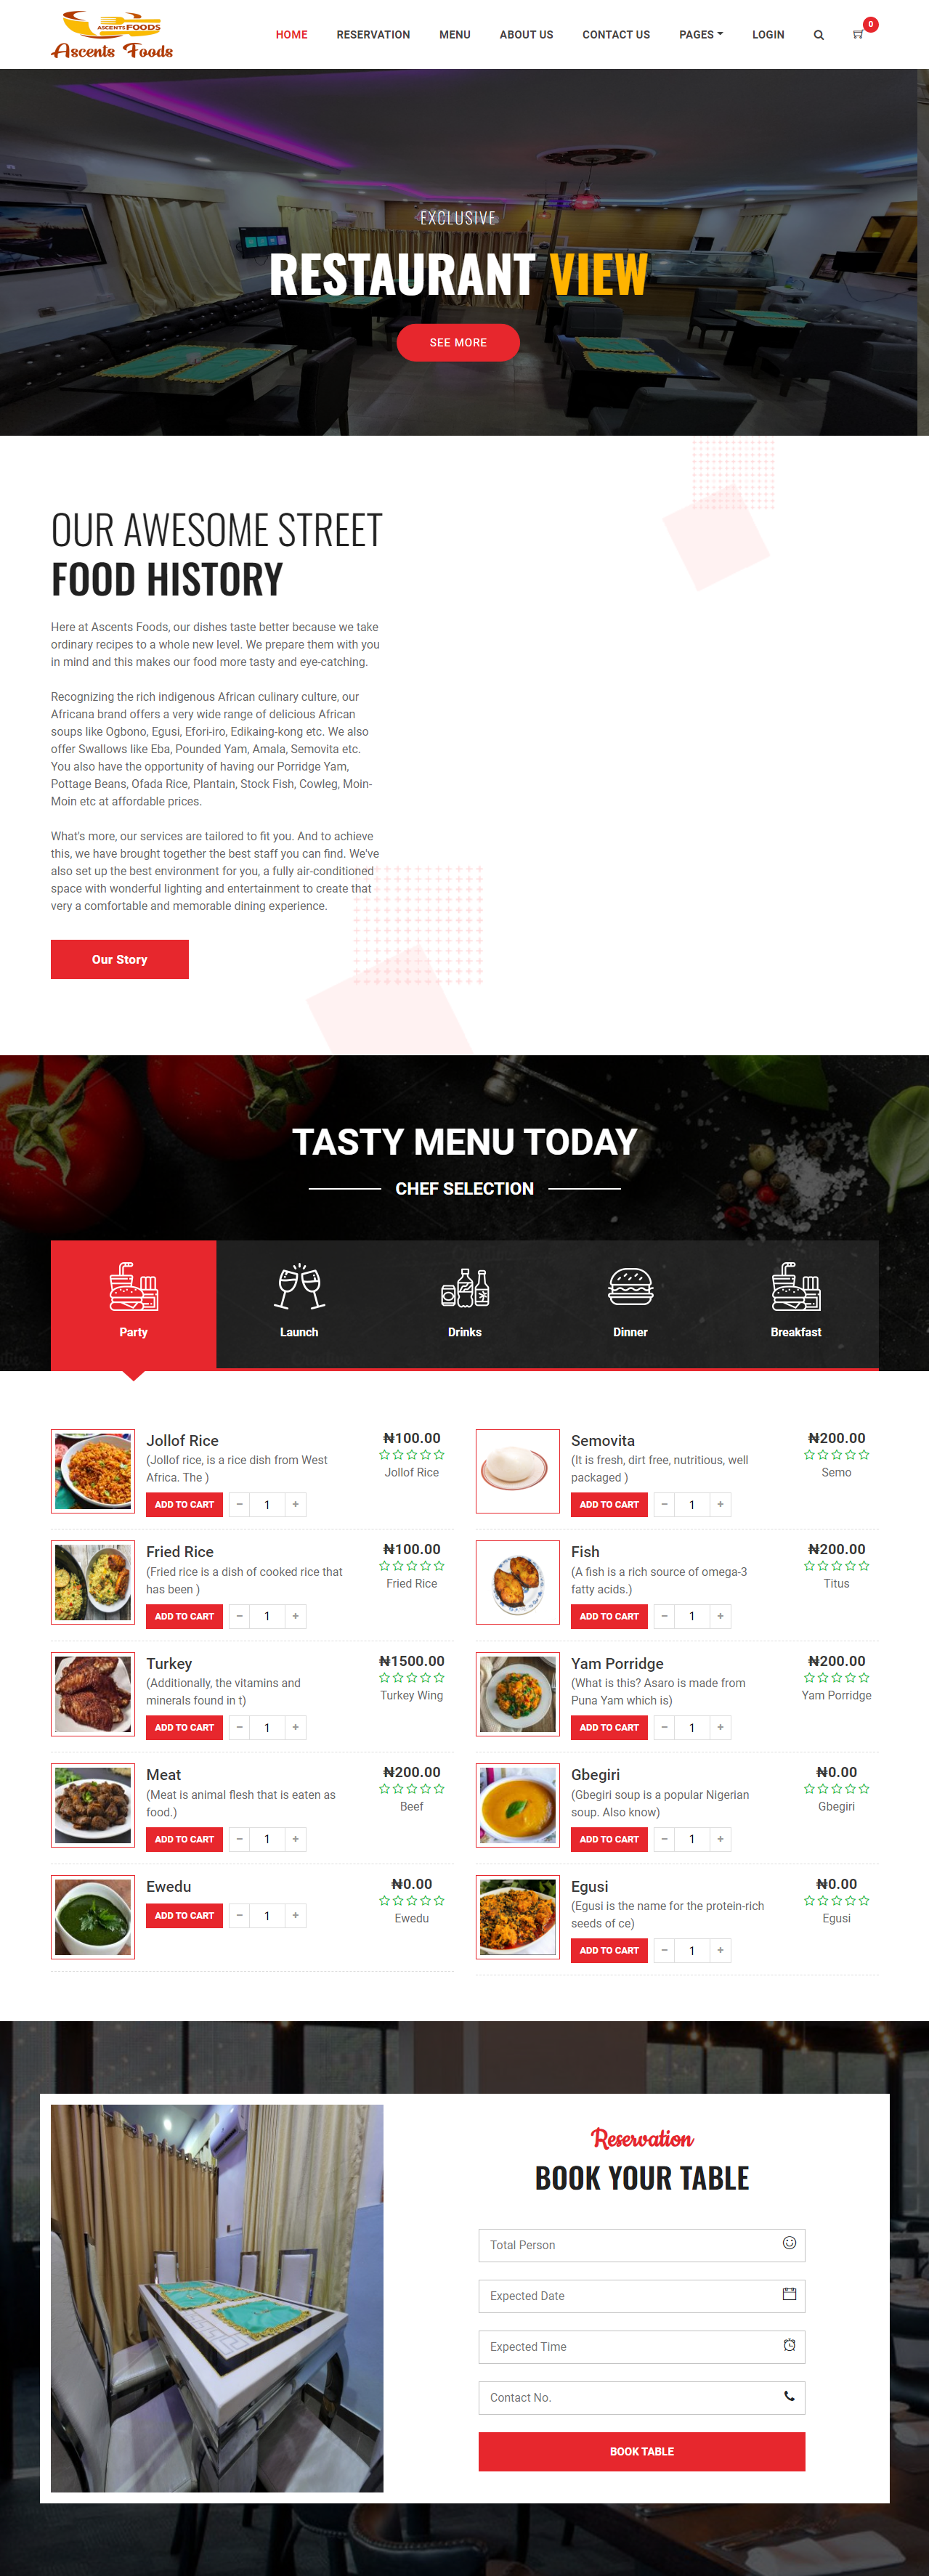 ASCENTS FOODS
Ascents Foods
HOME
RESERVATION
MENU
ABOUT US
CONTACT US
PAGES
LOGIN
0
EXCLUSIVE
RESTAURANT VIEW
SEE MORE
OUR AWESOME STREET
FOOD HISTORY
Here at Ascents Foods, our dishes taste better because we take
ordinary recipes to a whole new level. We prepare them with you
in mind and this makes our food more tasty and eye-catching.
Recognizing the rich indigenous African culinary culture, our
Africana brand offers a very wide range of delicious African
soups like Ogbono, Egusi, Efori-iro, Edikaing-kong etc. We also
offer Swallows like Eba, Pounded Yam, Amala, Semovita etc.
You also have the opportunity of having our Porridge Yam,
Pottage Beans, Ofada Rice, Plantain, Stock Fish, Cowleg, Moin-
Moin etc at affordable prices.
What's more, our services are tailored to fit you. And to achieve
this, we have brought together the best staff you can find. We've
also set up the best environment for you, a fully air-conditioned
space with wonderful lighting and entertainment to create that
very a comfortable and memorable dining experience.
Our Story
TASTY MENU TODAY
CHEF SELECTION
Party
Launch
Drinks
Dinner
Breakfast
Jollof Rice
(Jollof rice, is a rice dish from West
Africa. The )
ADD TO CART - 1 +
₦100.00
Jollof Rice
Semovita
(It is fresh, dirt free, nutritious, well
packaged )
ADD TO CART - 1 +
₦200.00
Semo
Fried Rice
(Fried rice is a dish of cooked rice that
has been )
ADD TO CART - 1 +
₦100.00
Fried Rice
Fish
(A fish is a rich source of omega-3
fatty acids.)
ADD TO CART - 1 +
₦200.00
Titus
Turkey
(Additionally, the vitamins and
minerals found in t)
ADD TO CART - 1 +
₦1500.00
Turkey Wing
Yam Porridge
(What is this? Asaro is made from
Puna Yam which is)
ADD TO CART - 1 +
₦200.00
Yam Porridge
Meat
(Meat is animal flesh that is eaten as
food.)
ADD TO CART - 1 +
₦200.00
Beef
Gbegiri
(Gbegiri soup is a popular Nigerian
soup. Also know)
ADD TO CART - 1 +
₦0.00
Gbegiri
Ewedu
ADD TO CART - 1 +
₦0.00
Ewedu
Egusi
(Egusi is the name for the protein-rich
seeds of ce)
ADD TO CART - 1 +
₦0.00
Egusi
Reservation
BOOK YOUR TABLE
Total Person
Expected Date
Expected Time
Contact No.
BOOK TABLE